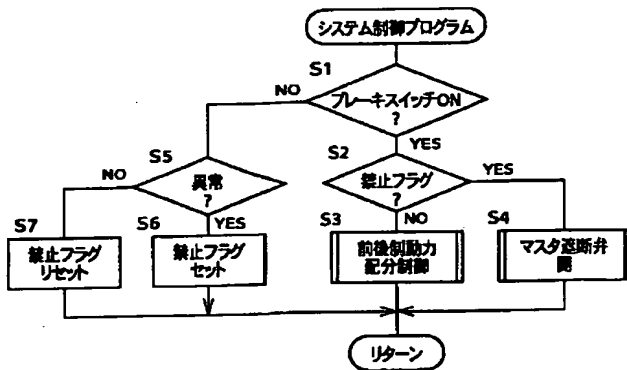 システム制御プログラム
S1
NO
ブレーキスイッチON
?
YES
S5
S2
NO
異常
?
禁止フラグ
?
YES
S7
S6
YES
S3
NO
S4
禁止フラグ
リセット
禁止フラグ
セット
前後制動力
配分制御
マスタ遮断弁
リターン